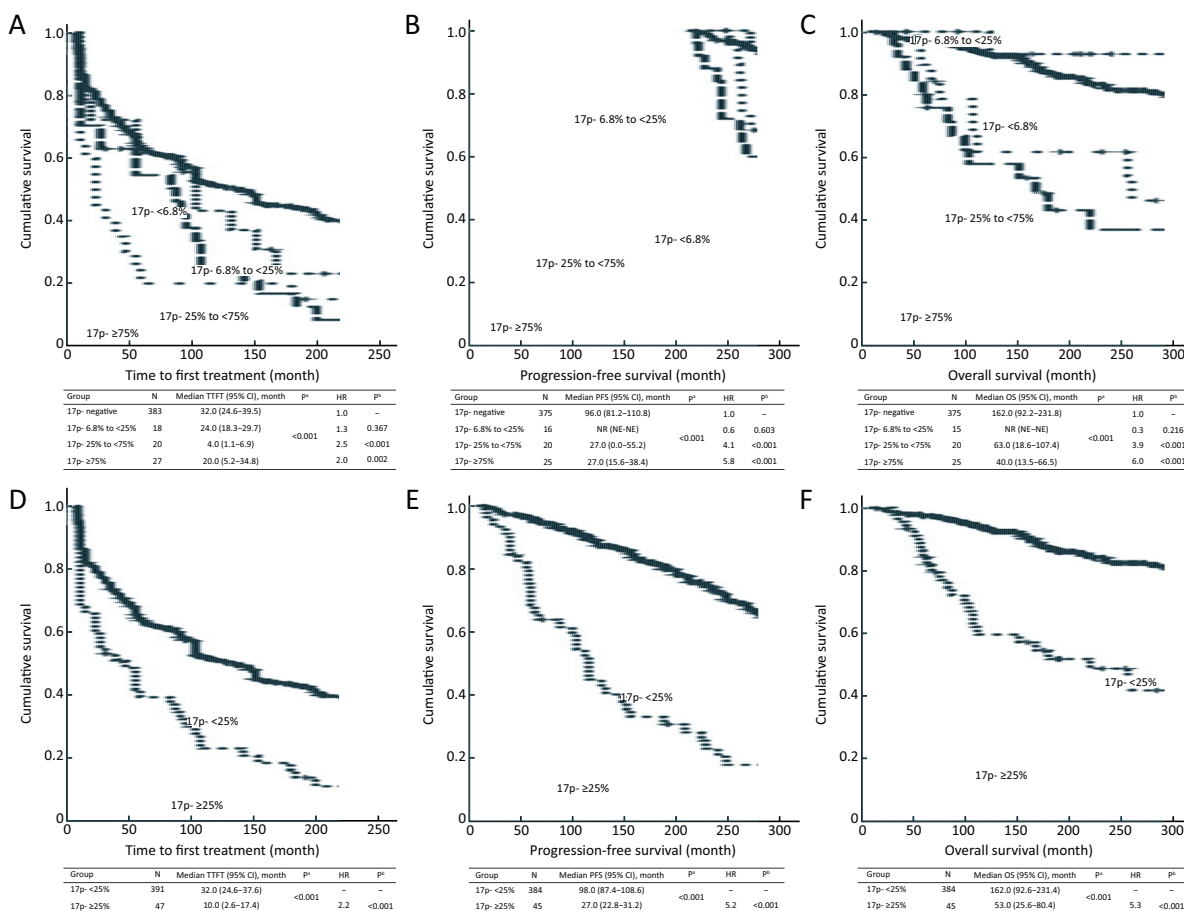 A
B
C
1.0
0.8
0.6
0.4
0.2
0
Cumulative survival
17p- <6.8%
17p- 6.8% to <25%
17p- 25% to <75%
17p- ≥75%
0 50 100 150 200 250
Time to first treatment (month)
1.0
0.8
0.6
0.4
0.2
0
Cumulative survival
17p- 6.8% to <25%
17p- <6.8%
17p- 25% to <75%
17p- ≥75%
0 100 200 300
Progression-free survival (month)
1.0
0.8
0.6
0.4
0.2
0
Cumulative survival
17p- 6.8% to <25%
17p- <6.8%
17p- 25% to <75%
17p- ≥75%
0 50 100 150 200 250 300
Overall survival (month)
Group N Median TTFT (95% CI), month Pa HR Pb
17p- negative 383 32.0 (24.6–39.5) 1.0 –
17p- 6.8% to <25% 18 24.0 (18.3–29.7) <0.001 1.3 0.367
17p- 25% to <75% 20 4.0 (1.1–6.9) 2.5 <0.001
17p- ≥75% 27 20.0 (5.2–34.8) 2.0 0.002
Group N Median PFS (95% CI), month Pa HR Pb
17p- negative 375 96.0 (81.2–110.8) 1.0 –
17p- 6.8% to <25% 16 NR (NE-NE) <0.001 0.6 0.603
17p- 25% to <75% 20 27.0 (0.0–55.2) 4.1 <0.001
17p- ≥75% 25 27.0 (15.6–38.4) 5.8 <0.001
Group N Median OS (95% CI), month Pa HR Pb
17p- negative 375 162.0 (92.2–231.8) 1.0 –
17p- 6.8% to <25% 15 NR (NE–NE) <0.001 0.3 0.216
17p- 25% to <75% 20 63.0 (18.6–107.4) 3.9 <0.001
17p- ≥75% 25 40.0 (13.5–66.5) 6.0 <0.001
D
E
F
1.0
0.8
0.6
0.4
0.2
0
Cumulative survival
17p- <25%
17p- ≥25%
0 50 100 150 200 250
Time to first treatment (month)
1.0
0.8
0.6
0.4
0.2
0
Cumulative survival
17p- <25%
17p- ≥25%
0 50 100 150 200 250 300
Progression-free survival (month)
1.0
0.8
0.6
0.4
0.2
0
Cumulative survival
17p- <25%
17p- ≥25%
0 50 100 150 200 250 300
Overall survival (month)
Group N Median TTFT (95% CI), month Pa HR Pb
17p- <25% 391 32.0 (24.6–37.6) <0.001 – –
17p- ≥25% 47 10.0 (2.6–17.4) 2.2 <0.001
Group N Median PFS (95% CI), month Pa HR Pb
17p- <25% 384 98.0 (87.4–108.6) <0.001 – –
17p- ≥25% 45 27.0 (22.8–31.2) 5.2 <0.001
Group N Median OS (95% CI), month Pa HR Pb
17p- <25% 384 162.0 (92.6–231.4) <0.001 – –
17p- ≥25% 45 53.0 (25.6–80.4) 5.3 <0.001